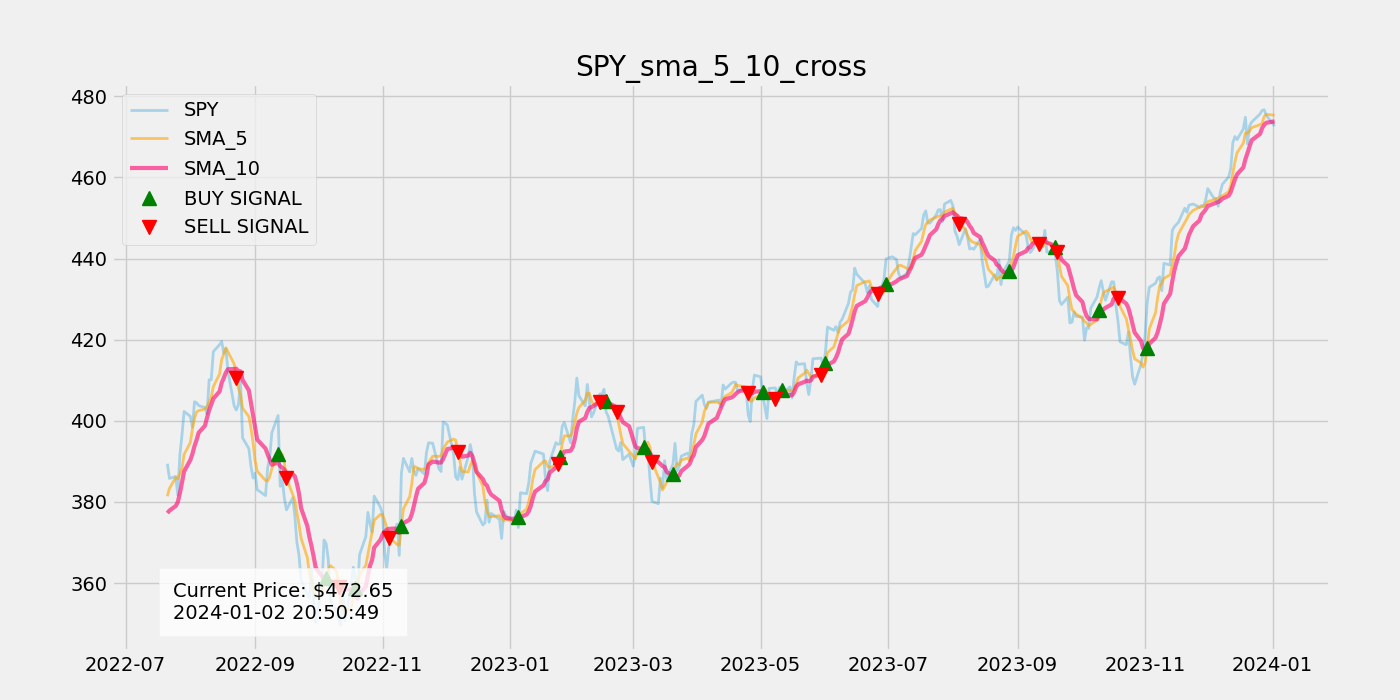 SPY_sma_5_10_cross
480
460
440
420
400
380
360
SPY
SMA_5
SMA_10
BUY SIGNAL
SELL SIGNAL
Current Price: $472.65
2024-01-02 20:50:49
2022-07 2022-09 2022-11 2023-01 2023-03 2023-05 2023-07 2023-09 2023-11 2024-01